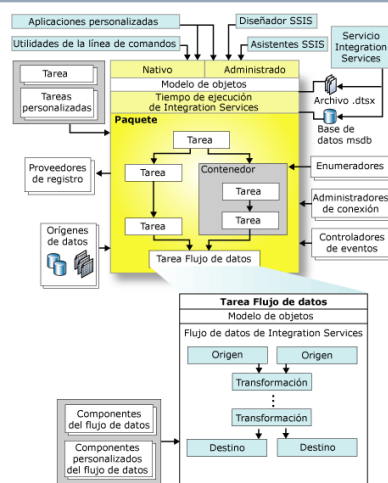 Aplicaciones personalizadas
Diseñador SSIS
Utilidades de la línea de comandos
Asistentes SSIS
Servicio
Integration
Services
Tarea
Tareas
personalizadas
Nativo
Administrado
Modelo de objetos
Tiempo de ejecución
de Integration Services
Archivo .dtsx
Base de
datos msdb
Paquete
Tarea
Proveedores
de registro
Tarea
Contenedor
Tarea
Enumeradores
Tarea
Tarea
Administradores
de conexión
Orígenes
de datos
Tarea Flujo de datos
Controladores
de eventos
Tarea Flujo de datos
Modelo de objetos
Flujo de datos de Integration Services
Origen
Origen
Transformación
Transformación
Destino
Destino
Componentes
del flujo de datos
Componentes
personalizados
del flujo de datos